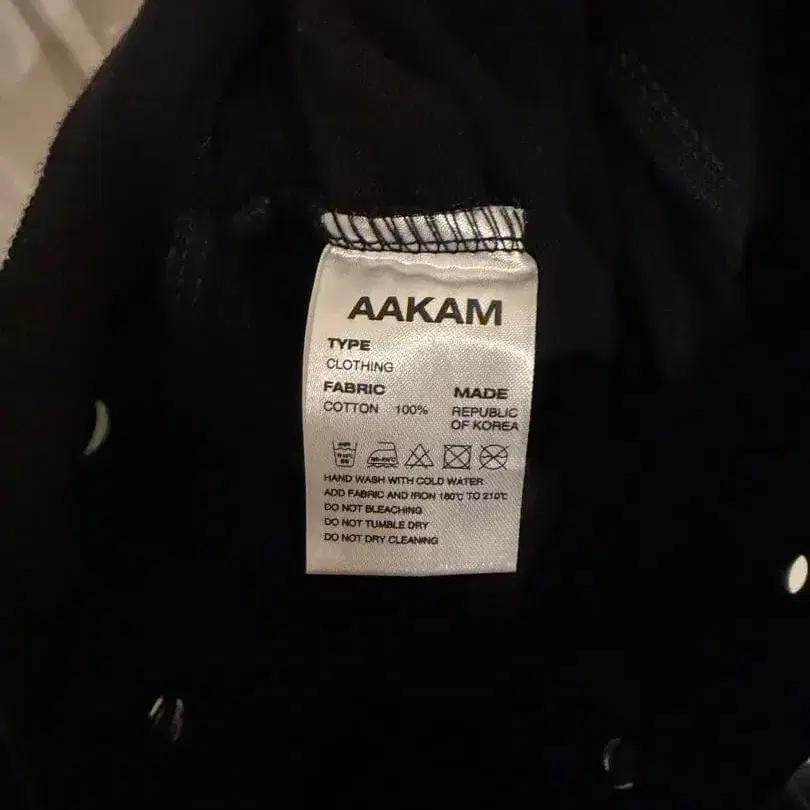 AAKAM
TYPE
CLOTHING
FABRIC
COTTON 100%
MADE
REPUBLIC
OF KOREA
HAND WASH WITH COLD WATER
ADD FABRIC AND IRON 180℃ TO 210℃
DO NOT BLEACHING
DO NOT TUMBLE DRY
DO NOT DRY CLEANING